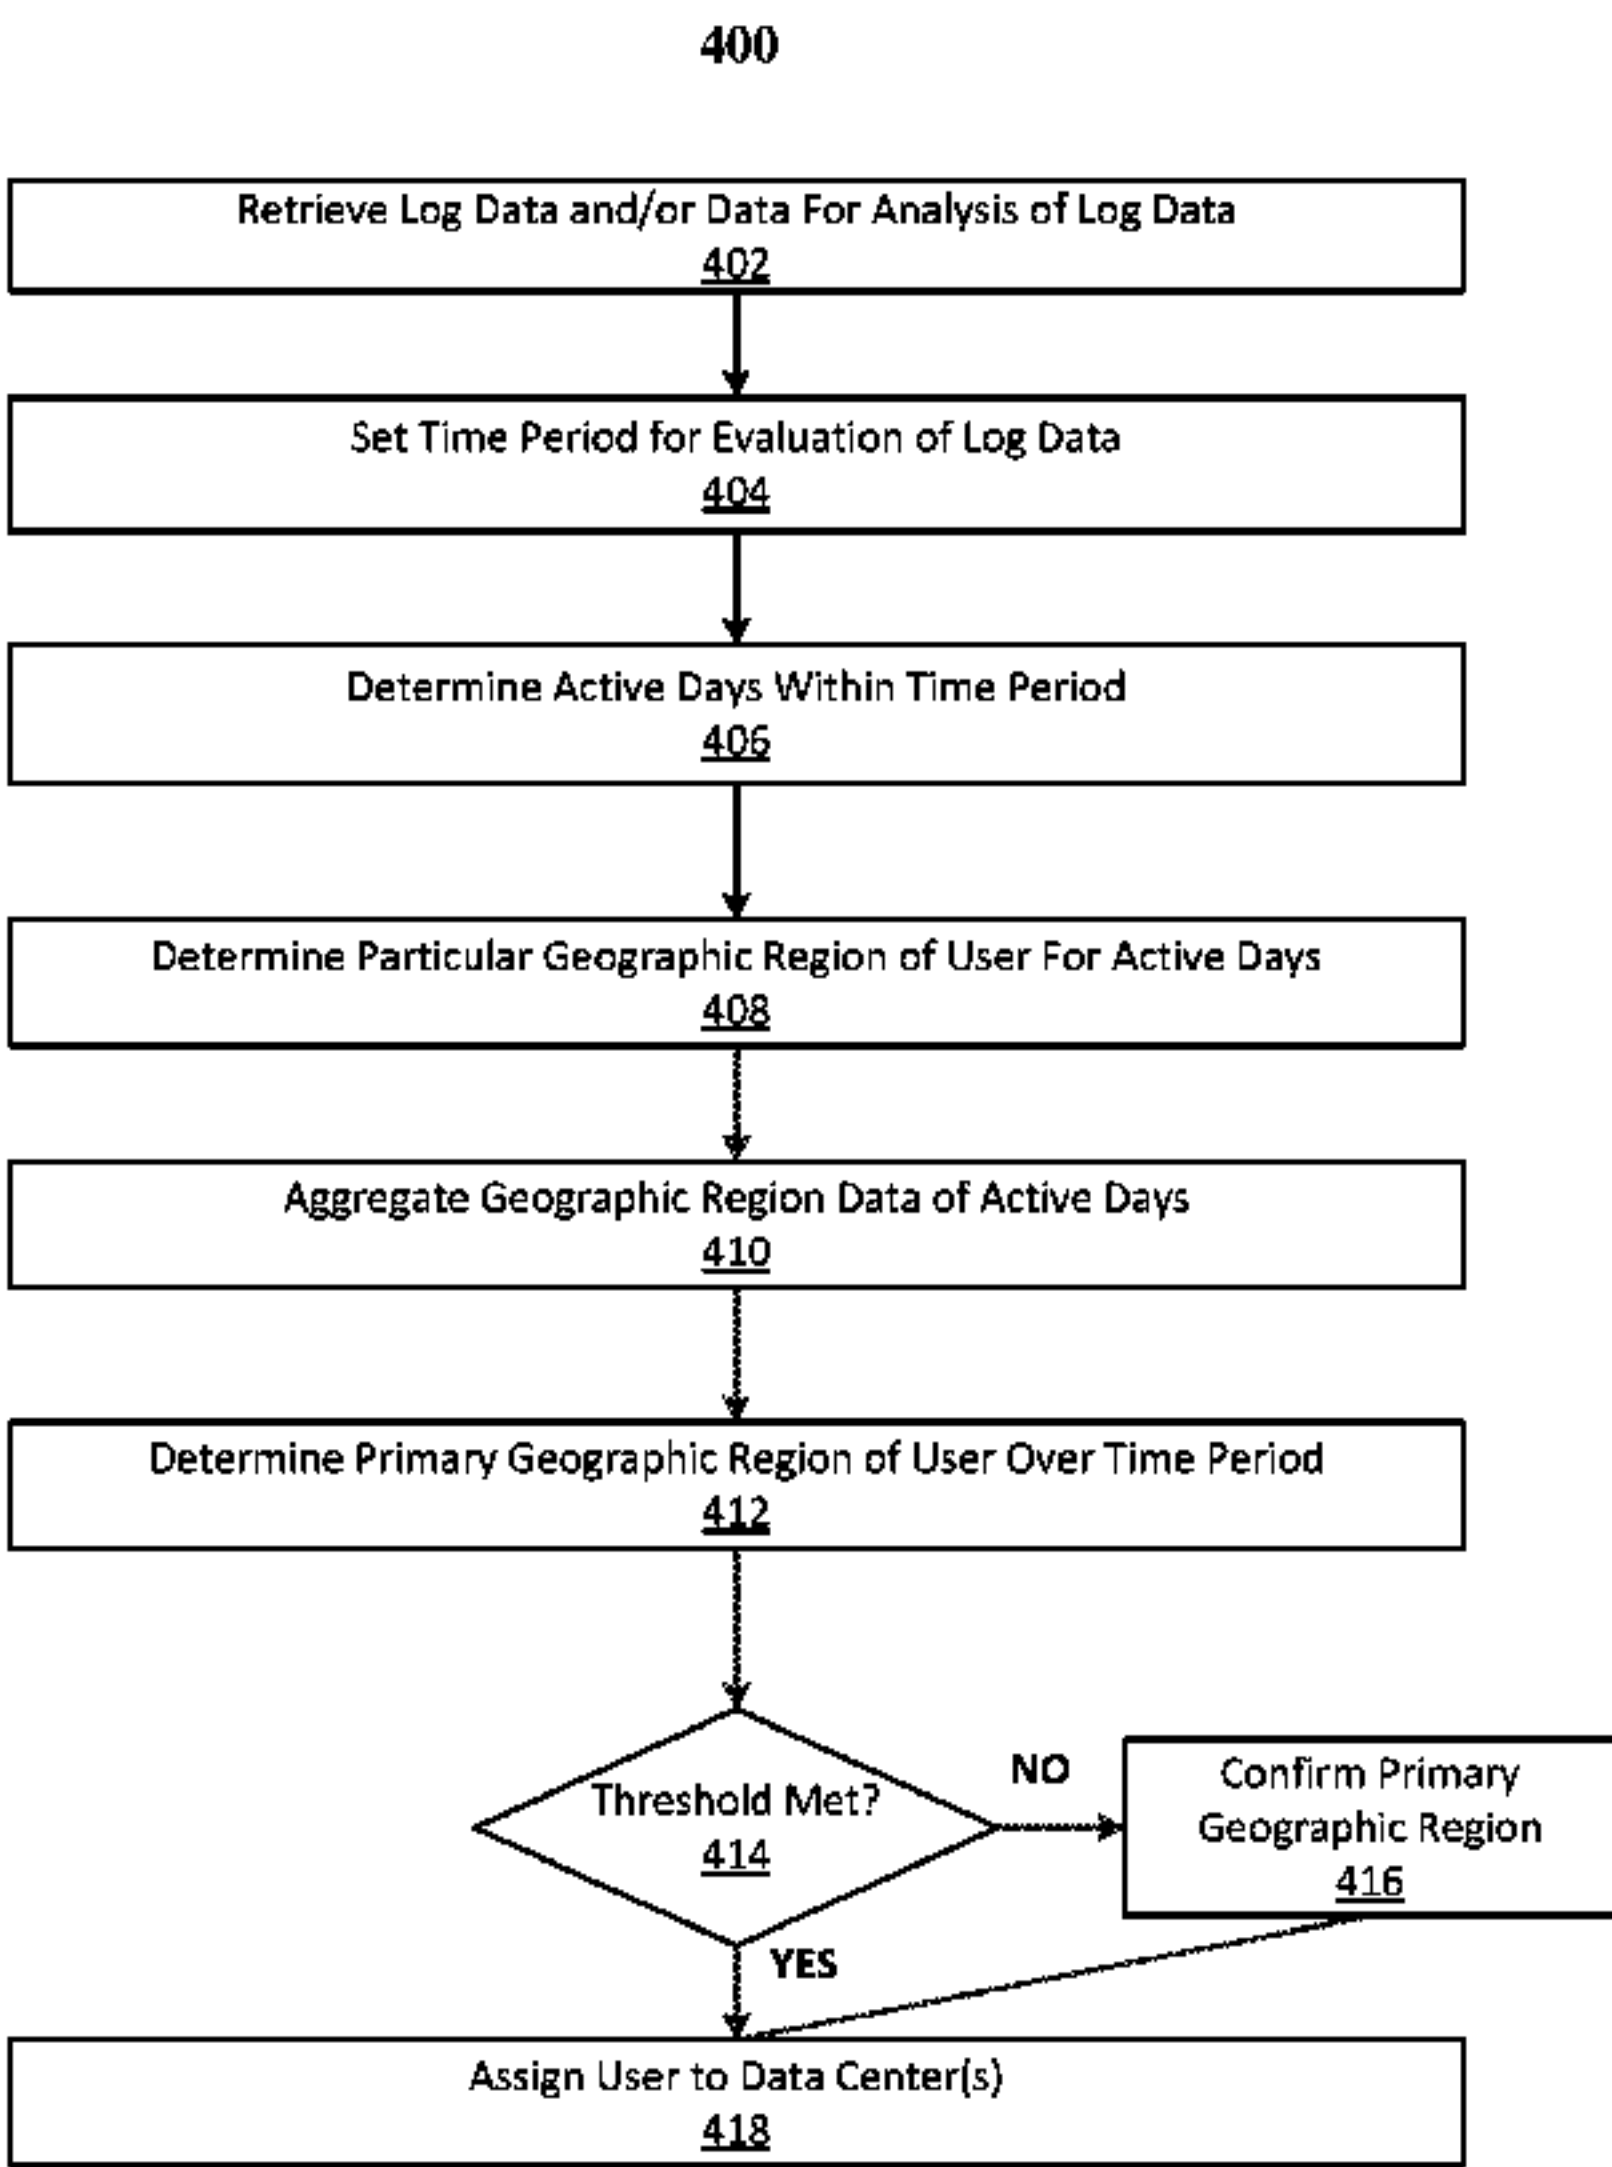 400
Retrieve Log Data and/or Data For Analysis of Log Data
402
Set Time Period for Evaluation of Log Data
404
Determine Active Days Within Time Period
406
Determine Particular Geographic Region of User For Active Days
408
Aggregate Geographic Region Data of Active Days
410
Determine Primary Geographic Region of User Over Time Period
412
Threshold Met?
414
NO
Confirm Primary
Geographic Region
416
YES
Assign User to Data Center(s)
418